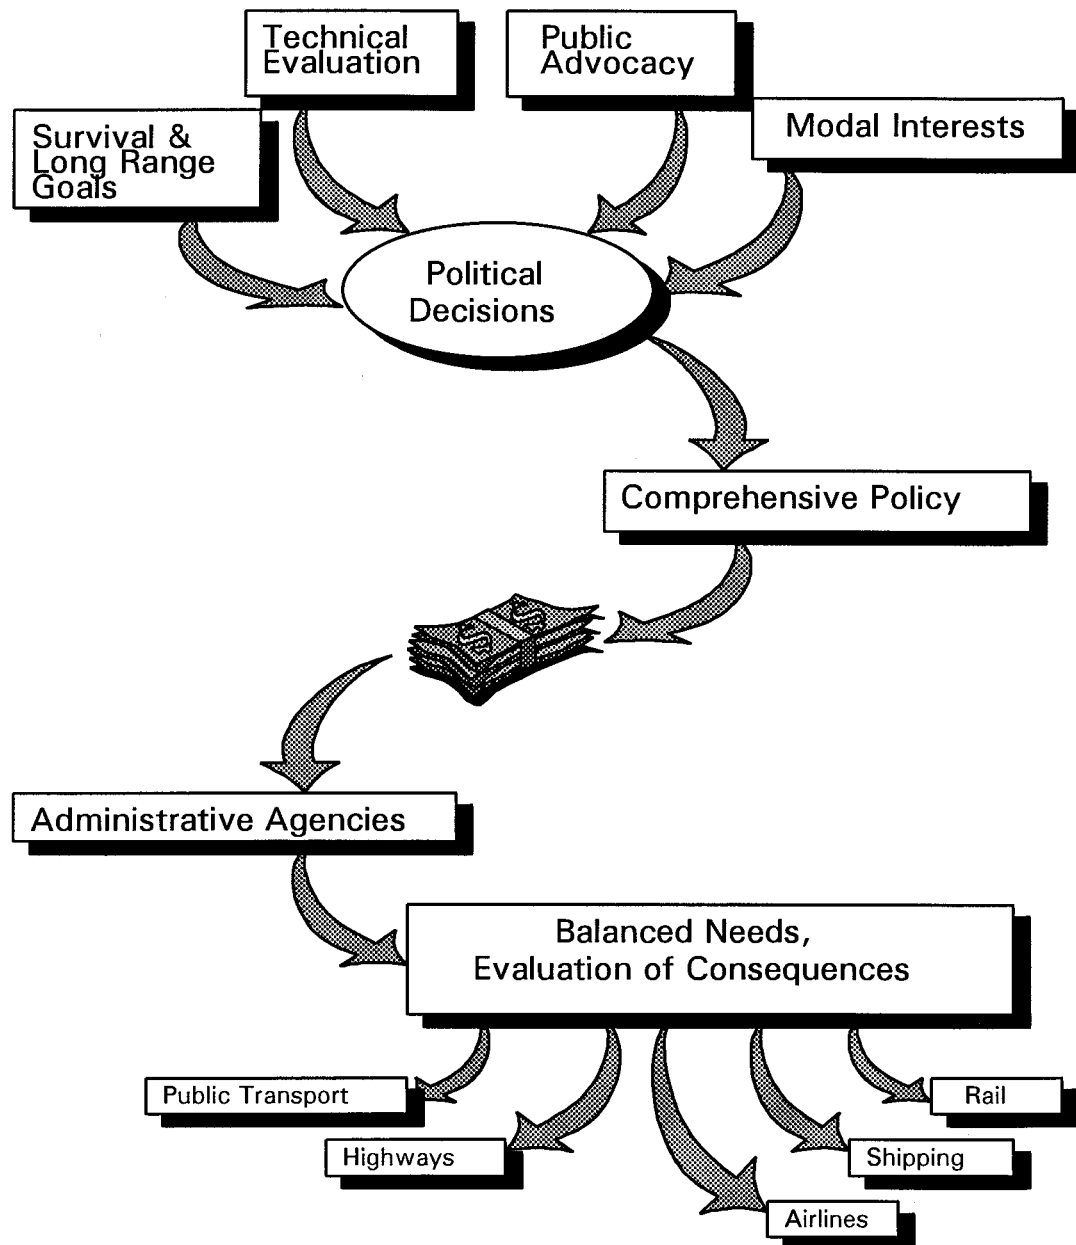 Technical
Evaluation
Public
Advocacy
Modal Interests
Survival &
Long Range
Goals
Political
Decisions
Comprehensive Policy
$ $
Administrative Agencies
Balanced Needs,
Evaluation of Consequences
Public Transport
Rail
Highways
Shipping
Airlines